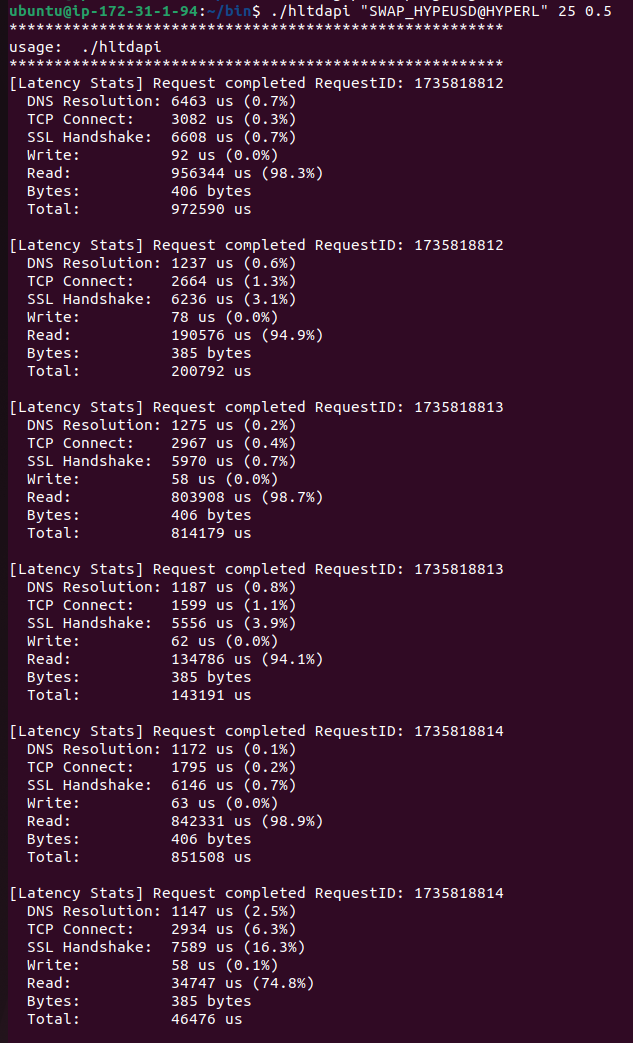 ubuntu@ip-172-31-1-94:~/bin$ ./hltdapi "SWAP_HYPEUSD@HYPERL" 25 0.5
*******************************************************
usage:  ./hltdapi
*******************************************************
[Latency Stats] Request completed RequestID: 1735818812
  DNS Resolution: 6463 us (0.7%)
  TCP Connect:    3082 us (0.3%)
  SSL Handshake:  6608 us (0.7%)
  Write:          92 us (0.0%)
  Read:           956344 us (98.3%)
  Bytes:          406 bytes
  Total:          972590 us

[Latency Stats] Request completed RequestID: 1735818812
  DNS Resolution: 1237 us (0.6%)
  TCP Connect:    2664 us (1.3%)
  SSL Handshake:  6236 us (3.1%)
  Write:          78 us (0.0%)
  Read:           190576 us (94.9%)
  Bytes:          385 bytes
  Total:          200792 us

[Latency Stats] Request completed RequestID: 1735818813
  DNS Resolution: 1275 us (0.2%)
  TCP Connect:    2967 us (0.4%)
  SSL Handshake:  5970 us (0.7%)
  Write:          58 us (0.0%)
  Read:           803908 us (98.7%)
  Bytes:          406 bytes
  Total:          814179 us

[Latency Stats] Request completed RequestID: 1735818813
  DNS Resolution: 1187 us (0.8%)
  TCP Connect:    1599 us (1.1%)
  SSL Handshake:  5556 us (3.9%)
  Write:          62 us (0.0%)
  Read:           134786 us (94.1%)
  Bytes:          385 bytes
  Total:          143191 us

[Latency Stats] Request completed RequestID: 1735818814
  DNS Resolution: 1172 us (0.1%)
  TCP Connect:    1795 us (0.2%)
  SSL Handshake:  6146 us (0.7%)
  Write:          63 us (0.0%)
  Read:           842331 us (98.9%)
  Bytes:          406 bytes
  Total:          851508 us

[Latency Stats] Request completed RequestID: 1735818814
  DNS Resolution: 1147 us (2.5%)
  TCP Connect:    2934 us (6.3%)
  SSL Handshake:  7589 us (16.3%)
  Write:          58 us (0.1%)
  Read:           34747 us (74.8%)
  Bytes:          385 bytes
  Total:          46476 us